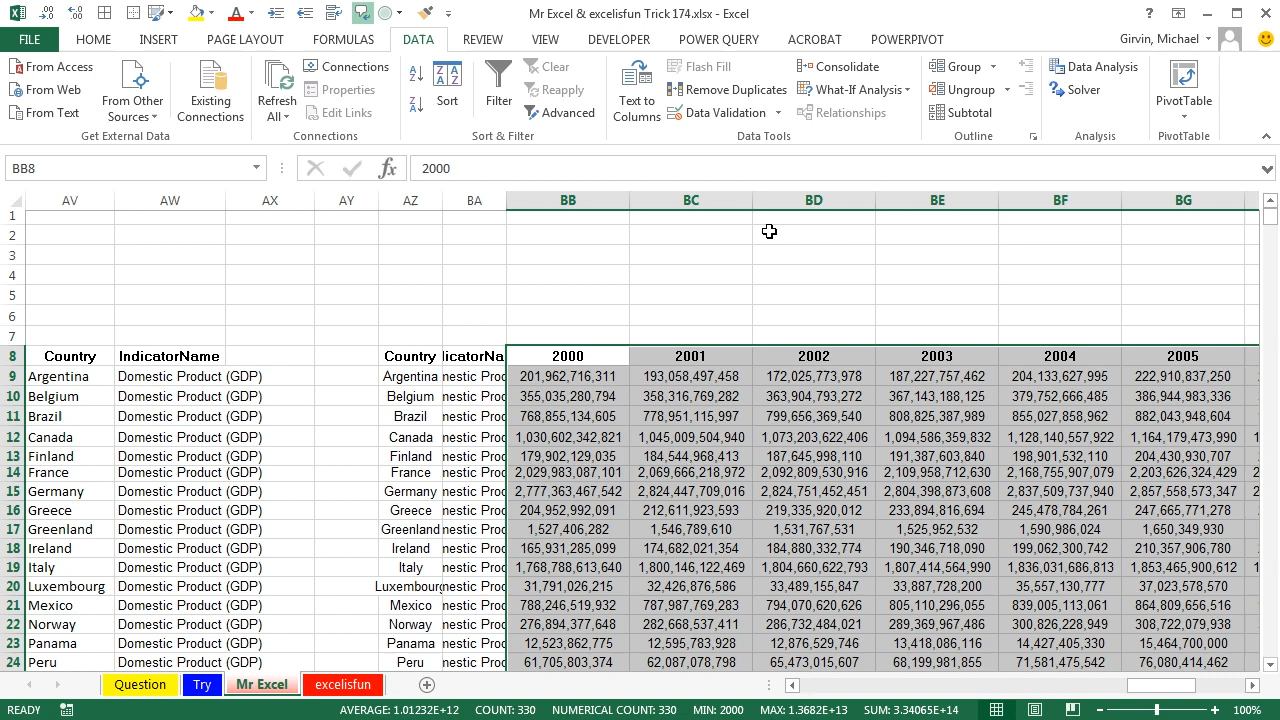 Mr Excel & excelisfun Trick 174.xlsx - Excel
FILE HOME INSERT PAGE LAYOUT FORMULAS DATA REVIEW VIEW DEVELOPER POWER QUERY ACROBAT POWERPIVOT Girvin, Michael
From Access
From Web
From Text
From Other Sources
Existing Connections
Get External Data
Refresh All
Connections
Properties
Edit Links
Connections
Sort
Filter
Clear
Reapply
Advanced
Sort & Filter
Text to Columns
Flash Fill
Remove Duplicates
Data Validation
Consolidate
What-If Analysis
Relationships
Data Tools
Group
Ungroup
Subtotal
Outline
Data Analysis
Solver
Analysis
PivotTable
PivotTable
BB8 fx 2000
AV AW AX AY AZ BA BB BC BD BE BF BG
1
2
3
4
5
6
7
8 Country IndicatorName Country licatorNa 2000 2001 2002 2003 2004 2005
9 Argentina Domestic Product (GDP) Argentina nestic Proc 201,962,716,311 193,058,497,458 172,025,773,978 187,227,757,462 204,133,627,995 222,910,837,250
10 Belgium Domestic Product (GDP) Belgium nestic Proc 355,035,280,794 358,316,769,282 363,904,793,272 367,143,188,125 379,752,666,485 386,944,983,336
11 Brazil Domestic Product (GDP) Brazil nestic Proc 768,855,134,605 778,951,115,997 799,656,369,540 808,825,387,989 855,027,858,962 882,043,948,604
12 Canada Domestic Product (GDP) Canada nestic Proc 1,030,602,342,821 1,045,009,504,940 1,073,203,622,406 1,094,586,359,832 1,128,140,557,922 1,164,179,473,990
13 Finland Domestic Product (GDP) Finland nestic Proc 179,902,129,035 184,544,968,413 187,645,998,110 191,387,603,840 198,901,532,110 204,430,930,707
14 France Domestic Product (GDP) France nestic Proc 2,029,983,087,101 2,069,666,218,972 2,092,809,530,916 2,109,958,712,630 2,168,755,907,079 2,203,626,324,429
15 Germany Domestic Product (GDP) Germany nestic Proc 2,777,363,467,542 2,824,447,709,016 2,824,751,452,451 2,804,398,873,608 2,837,509,737,940 2,857,558,573,347
16 Greece Domestic Product (GDP) Greece nestic Proc 204,952,992,091 212,611,923,593 219,335,920,012 233,894,816,694 245,478,784,261 247,665,771,278
17 Greenland Domestic Product (GDP) Greenland nestic Proc 1,527,406,282 1,546,789,610 1,531,767,531 1,525,952,532 1,590,986,024 1,650,349,930
18 Ireland Domestic Product (GDP) Ireland nestic Proc 165,931,285,099 174,682,021,354 184,880,332,774 190,346,718,090 199,062,300,742 210,357,906,780
19 Italy Domestic Product (GDP) Italy nestic Proc 1,768,788,613,640 1,800,146,122,469 1,804,660,622,793 1,807,414,564,990 1,836,031,686,813 1,853,465,900,612
20 Luxembourg Domestic Product (GDP) Luxembourg nestic Proc 31,791,026,215 32,426,876,586 33,489,155,847 33,887,728,200 35,557,130,777 37,023,578,570
21 Mexico Domestic Product (GDP) Mexico nestic Proc 788,246,519,932 787,987,769,283 794,070,620,626 805,110,296,055 839,005,113,061 864,809,656,516
22 Norway Domestic Product (GDP) Norway nestic Proc 276,894,377,648 282,668,537,411 286,732,484,021 289,369,967,486 300,826,228,949 308,722,079,938
23 Panama Domestic Product (GDP) Panama nestic Proc 12,523,862,775 12,595,783,928 12,876,529,746 13,418,086,116 14,427,405,330 15,464,700,000
24 Peru Domestic Product (GDP) Peru nestic Proc 61,705,303,374 62,087,076,798 65,473,015,607 68,199,981,855 71,581,475,542 76,080,414,462
Question Try Mr Excel excelisfun
READY AVERAGE: 1.01232E+12 COUNT: 330 NUMERICAL COUNT: 330 MIN: 2000 MAX: 1.3682E+13 SUM: 3.34065E+14 100%